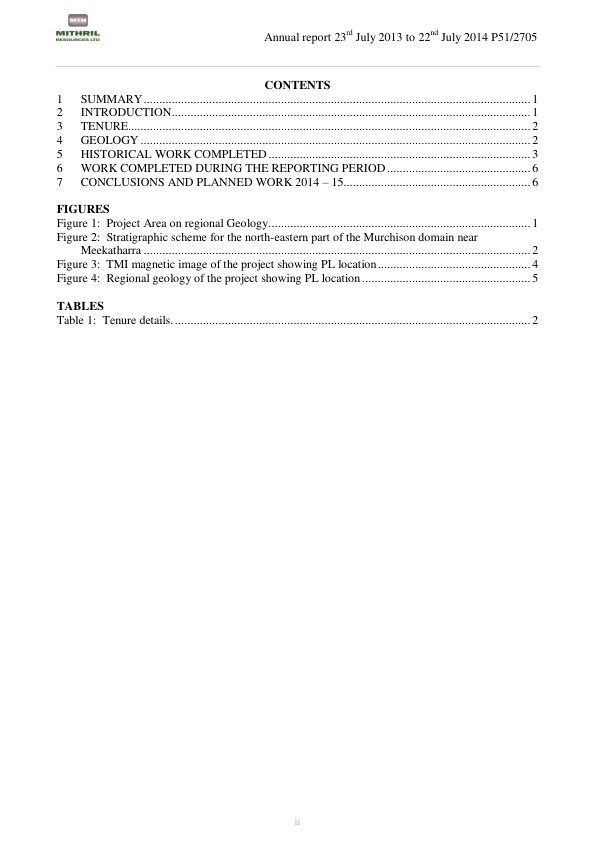 MTH
MITHRIL
RESOURCES LTD
Annual report 23rd July 2013 to 22nd July 2014 P51/2705
CONTENTS
1 SUMMARY 1
2 INTRODUCTION 1
3 TENURE 2
4 GEOLOGY 2
5 HISTORICAL WORK COMPLETED 3
6 WORK COMPLETED DURING THE REPORTING PERIOD 6
7 CONCLUSIONS AND PLANNED WORK 2014 – 15 6
FIGURES
Figure 1: Project Area on regional Geology 1
Figure 2: Stratigraphic scheme for the north-eastern part of the Murchison domain near
Meekatharra 2
Figure 3: TMI magnetic image of the project showing PL location 4
Figure 4: Regional geology of the project showing PL location 5
TABLES
Table 1: Tenure details. 2
ii